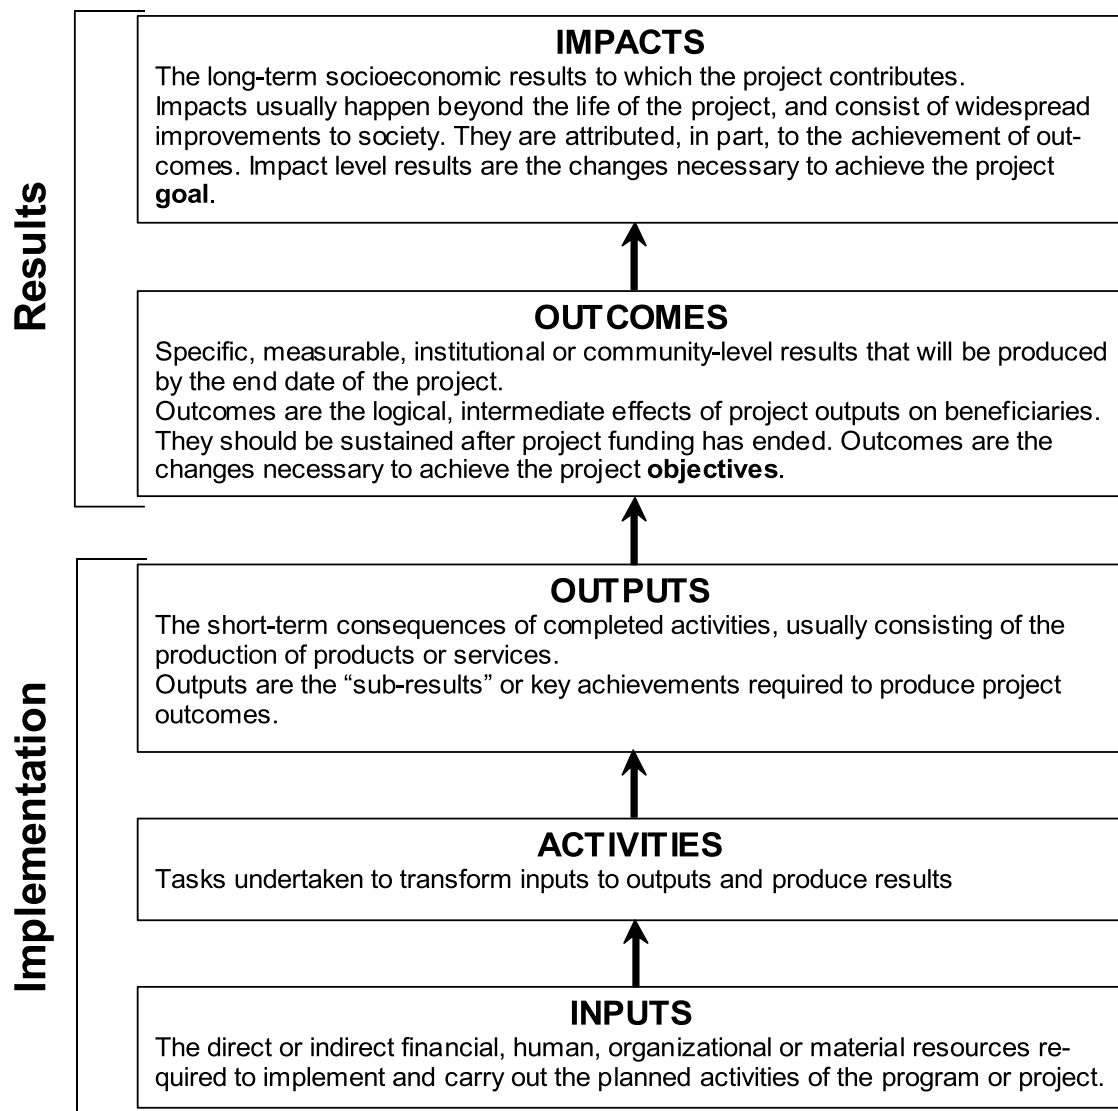 Results
IMPACTS
The long-term socioeconomic results to which the project contributes.
Impacts usually happen beyond the life of the project, and consist of widespread
improvements to society. They are attributed, in part, to the achievement of out-
comes. Impact level results are the changes necessary to achieve the project
goal.
OUTCOMES
Specific, measurable, institutional or community-level results that will be produced
by the end date of the project.
Outcomes are the logical, intermediate effects of project outputs on beneficiaries.
They should be sustained after project funding has ended. Outcomes are the
changes necessary to achieve the project objectives.
Implementation
OUTPUTS
The short-term consequences of completed activities, usually consisting of the
production of products or services.
Outputs are the “sub-results” or key achievements required to produce project
outcomes.
ACTIVITIES
Tasks undertaken to transform inputs to outputs and produce results
INPUTS
The direct or indirect financial, human, organizational or material resources re-
quired to implement and carry out the planned activities of the program or project.